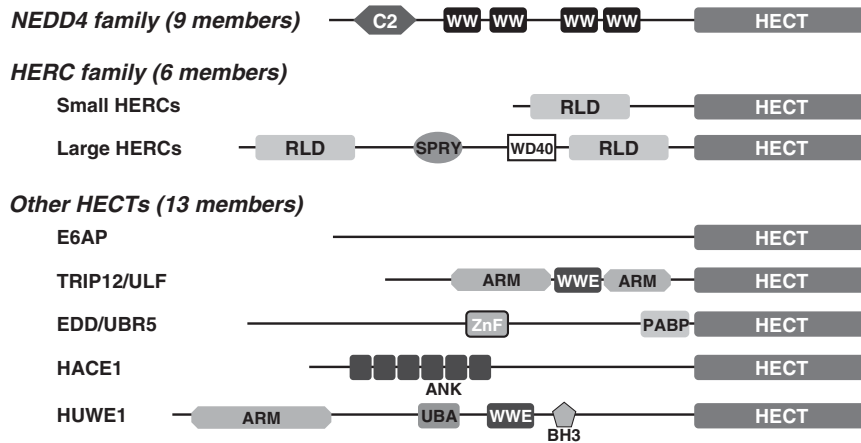 NEDD4 family (9 members) C2 WW WW WW WW HECT
HERC family (6 members)
Small HERCs RLD HECT
Large HERCs RLD SPRY WD40 RLD HECT
Other HECTs (13 members)
E6AP HECT
TRIP12/ULF ARM WWE ARM HECT
EDD/UBR5 ZnF PABP HECT
HACE1 HECT
ANK
HUWE1 ARM UBA WWE HECT
BH3